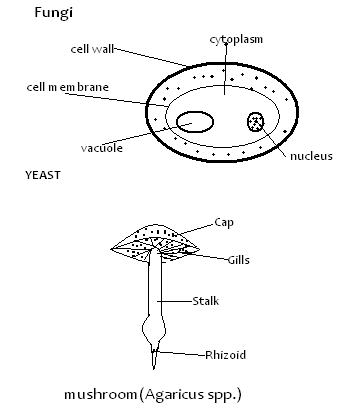 Fungi
cytoplasm
cell wall
cell membrane
vacuole
nucleus
YEAST
Cap
Gills
Stalk
Rhizoid
mushroom(Agaricus spp.)